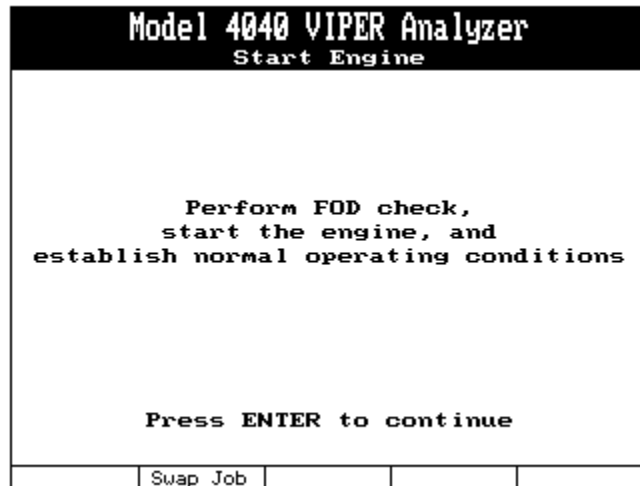 Model 4040 VIPER Analyzer
Start Engine
Perform FOD check,
start the engine, and
establish normal operating conditions
Press ENTER to continue
Swap Job